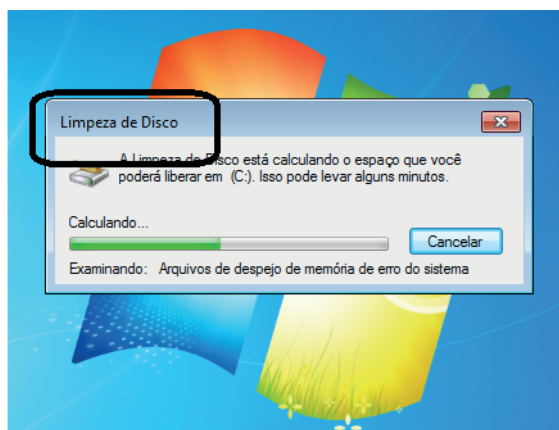 Limpeza de Disco
A Limpeza de Disco está calculando o espaço que você
poderá liberar em (C:). Isso pode levar alguns minutos.
Calculando...
Cancelar
Examinando: Arquivos de despejo de memória de erro do sistema